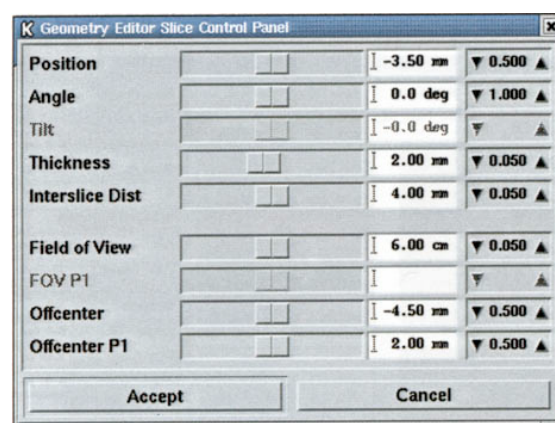 K Geometry Editor Slice Control Panel
Position -3.50 mm 0.500
Angle 0.0 deg 1.000
Tilt -0.0 deg
Thickness 2.00 mm 0.050
Interslice Dist 4.00 mm 0.050
Field of View 6.00 cm 0.050
FOV P1
Offcenter -4.50 mm 0.500
Offcenter P1 2.00 mm 0.500
Accept Cancel